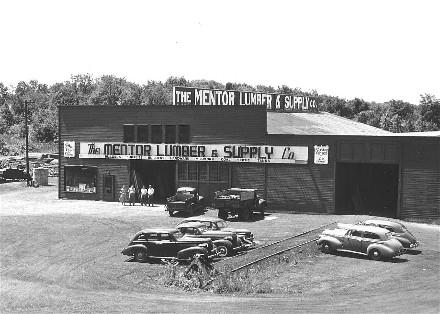 THE MENTOR LUMBER & SUPPLY CO.
The MENTOR LUMBER & SUPPLY Co.